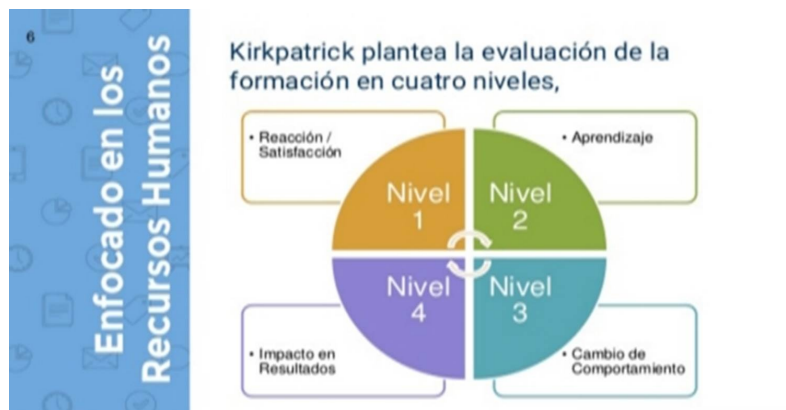 6
Enfocado en los
Recursos Humanos
Kirkpatrick plantea la evaluación de la
formación en cuatro niveles,
• Reacción /
Satisfacción
• Aprendizaje
Nivel
1
Nivel
2
Nivel
4
Nivel
3
• Impacto en
Resultados
• Cambio de
Comportamiento